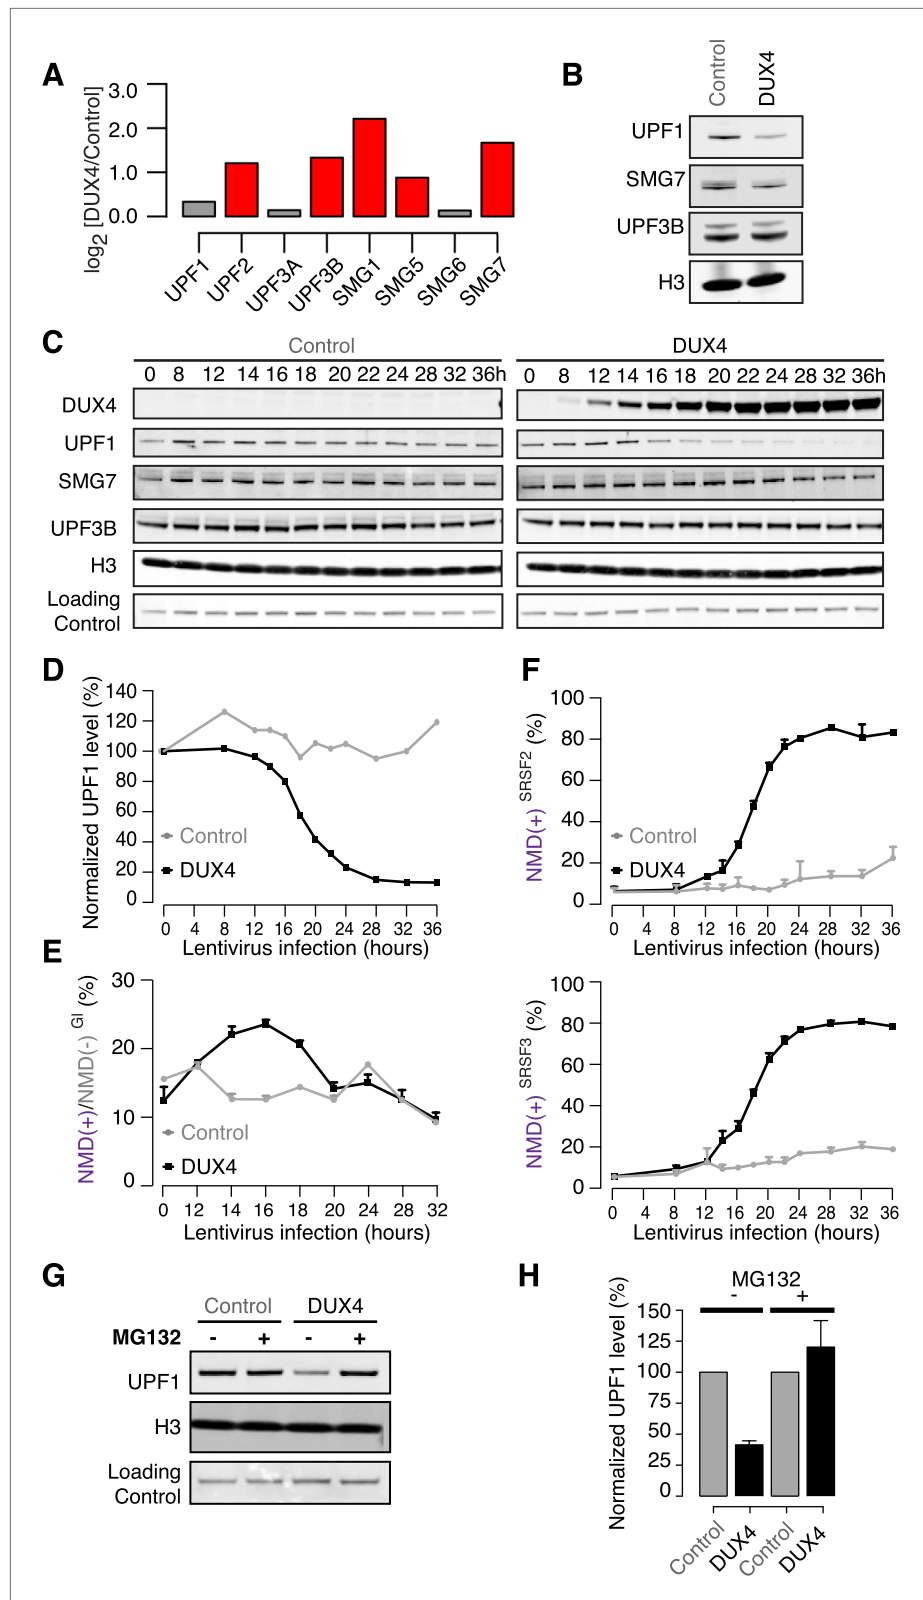 A
log2 [DUX4/Control]
3.0
2.0
1.0
0.0
UPF1 UPF2 UPF3A UPF3B SMG1 SMG5 SMG6 SMG7
B
Control DUX4
UPF1
SMG7
UPF3B
H3
C
Control DUX4
0 8 12 14 16 18 20 22 24 28 32 36h 0 8 12 14 16 18 20 22 24 28 32 36h
DUX4
UPF1
SMG7
UPF3B
H3
Loading
Control
D
Normalized UPF1 level (%)
140
120
100
80
60
40
20
0
Control
DUX4
0 4 8 12 16 20 24 28 32 36
Lentivirus infection (hours)
F
NMD(+) SRSF2 (%)
100
80
60
40
20
0
Control
DUX4
0 4 8 12 16 20 24 28 32 36
Lentivirus infection (hours)
E
NMD(+)/NMD(-) GI (%)
30
20
10
0
Control
DUX4
0 12 14 16 18 20 24 28 32
Lentivirus infection (hours)
NMD(+) SRSF3 (%)
100
80
60
40
20
0
0 4 8 12 16 20 24 28 32 36
Lentivirus infection (hours)
G
Control DUX4
MG132 - + - +
UPF1
H3
Loading
Control
H
MG132
- +
Normalized UPF1 level (%)
150
125
100
75
50
25
0
Control DUX4 Control DUX4